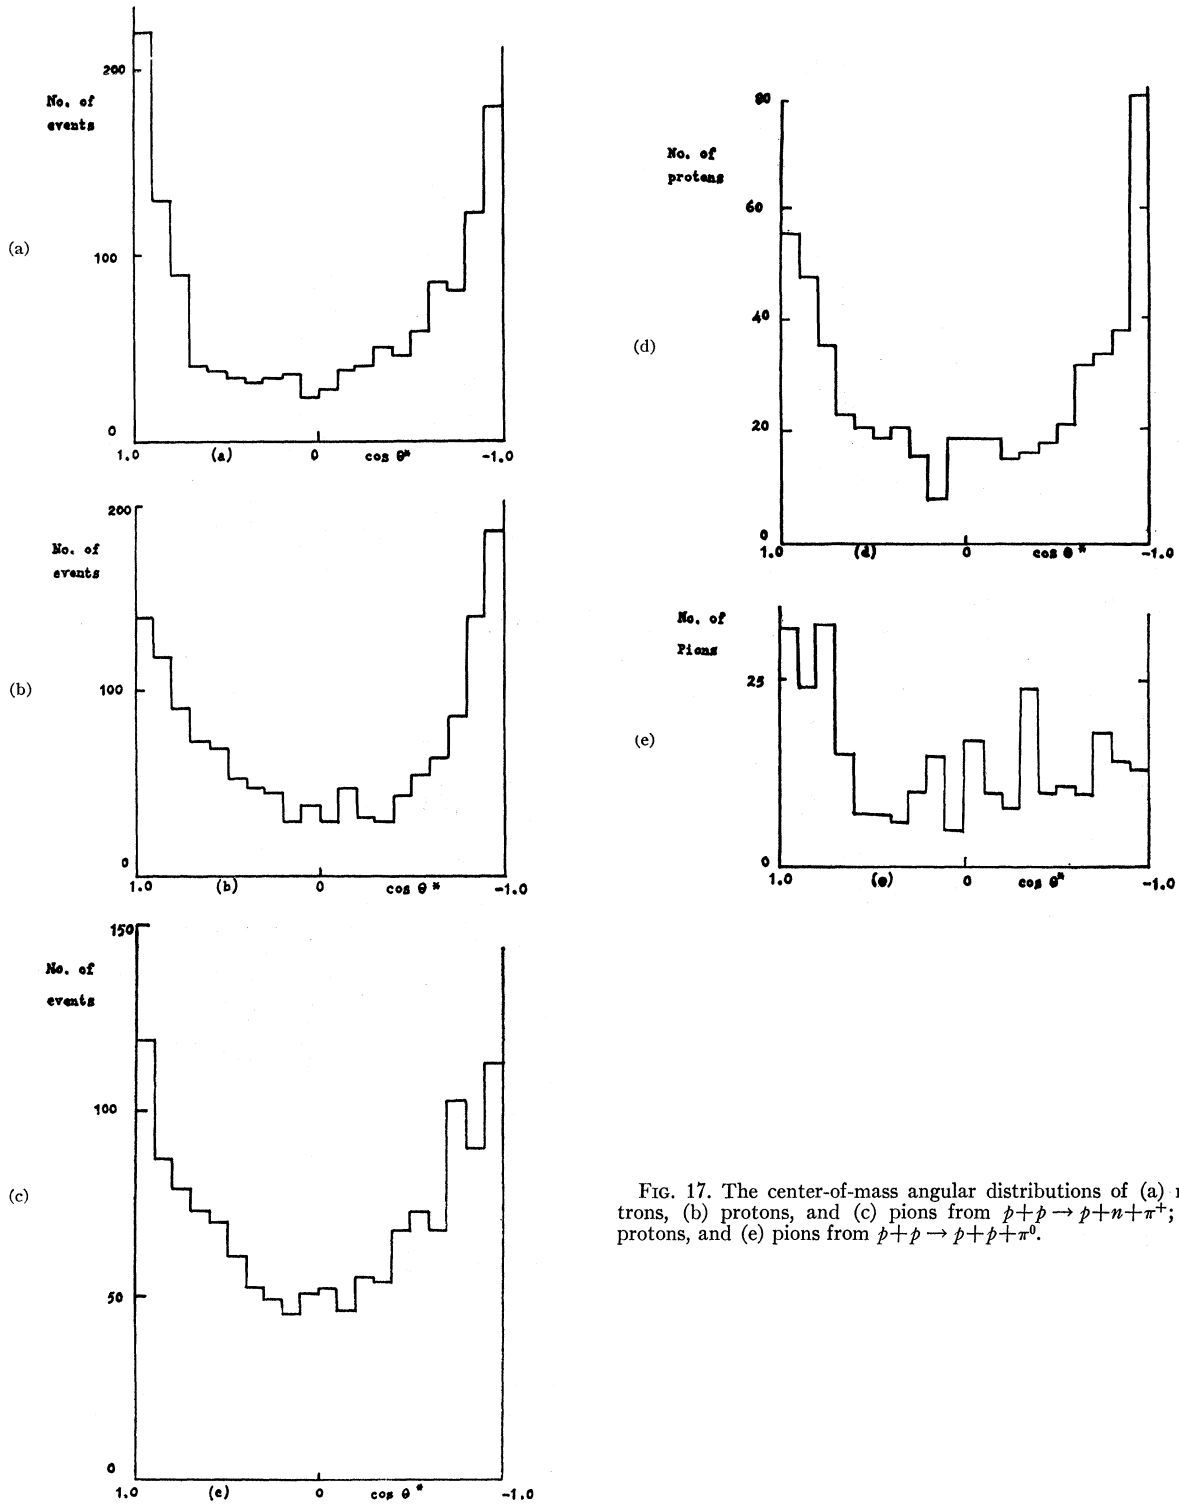 (a)
No. of
events
200
100
0
1.0
(a)
0
cos θ*
-1.0
(b)
No. of
events
200
100
0
1.0
(b)
0
cos θ*
-1.0
(c)
No. of
events
150
100
50
0
1.0
(c)
0
cos θ*
-1.0
(d)
No. of
protons
80
60
40
20
0
1.0
(d)
0
cos θ*
-1.0
(e)
No. of
Pions
25
0
1.0
(e)
0
cos θ*
-1.0
FIG. 17. The center-of-mass angular distributions of (a)
trons, (b) protons, and (c) pions from p+p → p+n+π⁺;
protons, and (e) pions from p+p → p+p+π⁰.